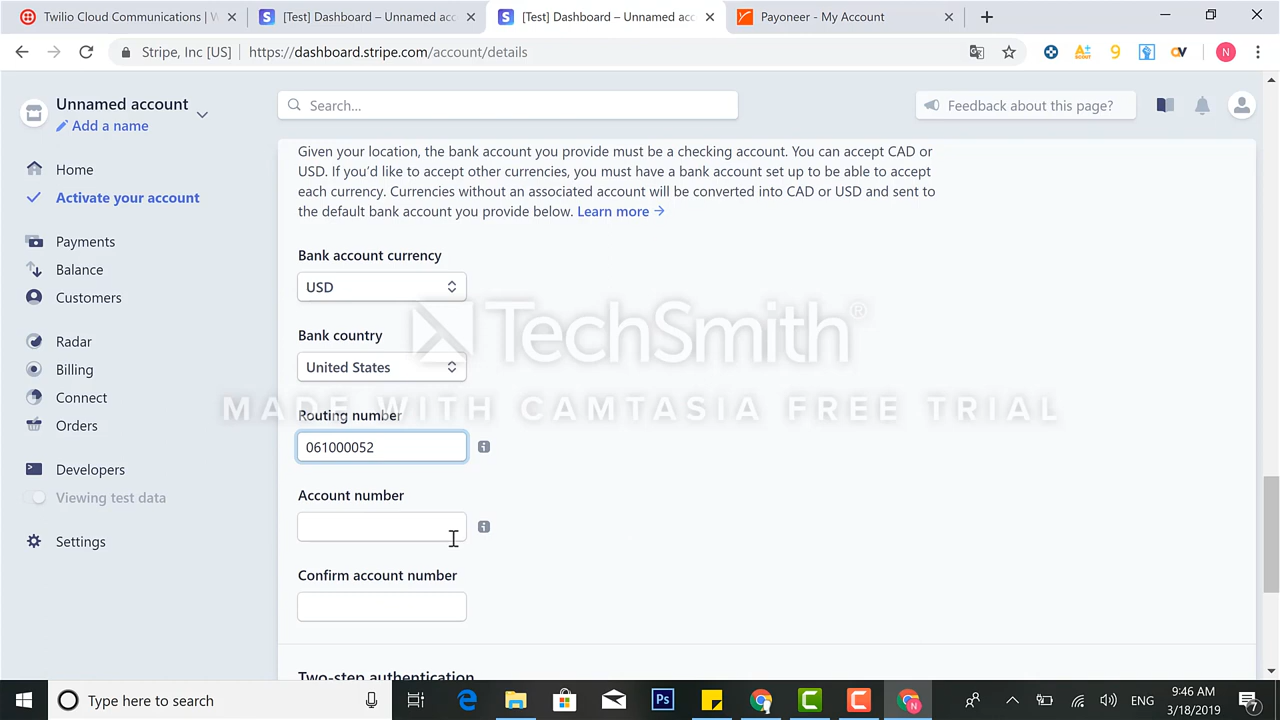 Twilio Cloud Communications | W
[Test] Dashboard – Unnamed acc
[Test] Dashboard – Unnamed acc
Payoneer - My Account
Stripe, Inc [US]
https://dashboard.stripe.com/account/details
9
N
Unnamed account
Add a name
Search...
Feedback about this page?
Home
Activate your account
Payments
Balance
Customers
Radar
Billing
Connect
Orders
Developers
Viewing test data
Settings
Given your location, the bank account you provide must be a checking account. You can accept CAD or
USD. If you'd like to accept other currencies, you must have a bank account set up to be able to accept
each currency. Currencies without an associated account will be converted into CAD or USD and sent to
the default bank account you provide below. Learn more →
Bank account currency
USD
Bank country
United States
TechSmith®
MADE WITH CAMTASIA FREE TRIAL
Routing number
061000052
Account number
Confirm account number
Two-step authentication
Type here to search
Ps
ENG
9:46 AM
3/18/2019
7